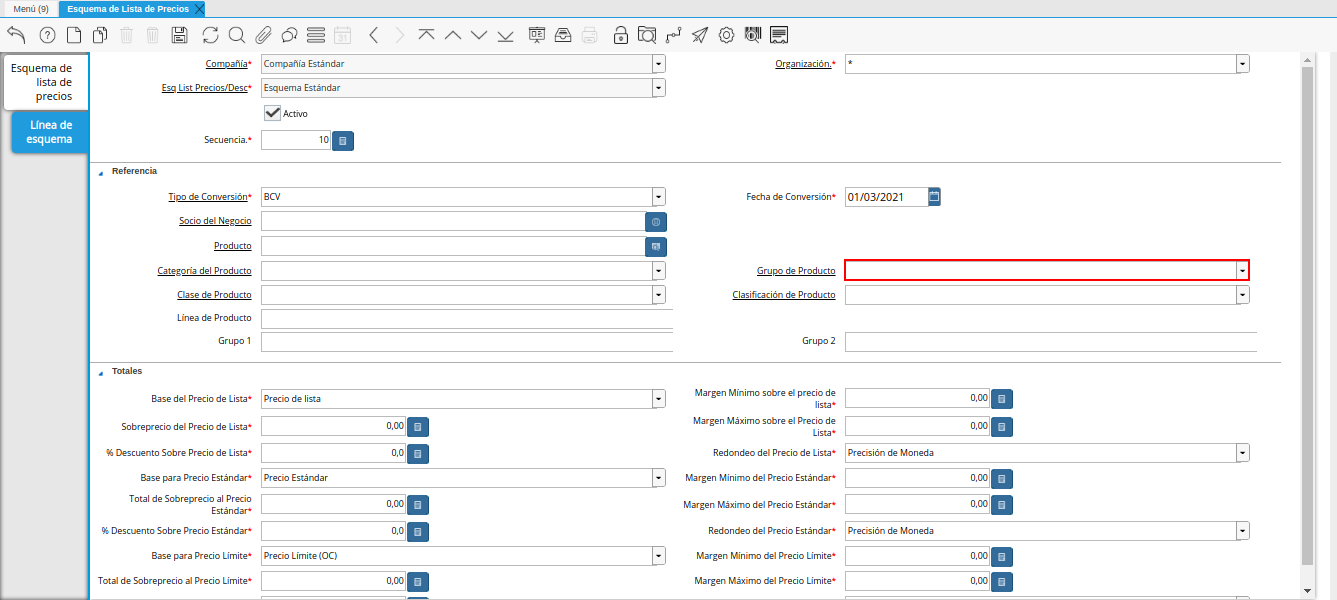 Menú (9) Esquema de Lista de Precios
31
Esquema de
lista de
precios
Línea de
esquema
Compañía* Compañía Estándar Organización.* *
Esq List Precios/Desc* Esquema Estándar
Activo
Secuencia.* 10
Referencia
Tipo de Conversión* BCV Fecha de Conversión* 01/03/2021
Socio del Negocio
Producto
Categoría del Producto Grupo de Producto
Clase de Producto Clasificación de Producto
Línea de Producto
Grupo 1 Grupo 2
Totales
Base del Precio de Lista* Precio de lista Margen Mínimo sobre el precio de
lista* 0,00
Sobreprecio del Precio de Lista* 0,00 Margen Máximo sobre el Precio de
Lista* 0,00
% Descuento Sobre Precio de Lista* 0,0 Redondeo del Precio de Lista* Precisión de Moneda
Base para Precio Estándar* Precio Estándar Margen Mínimo del Precio Estándar* 0,00
Total de Sobreprecio al Precio
Estándar* 0,00 Margen Máximo del Precio Estándar* 0,00
% Descuento Sobre Precio Estándar* 0,0 Redondeo del Precio Estándar* Precisión de Moneda
Base para Precio Límite* Precio Límite (OC) Margen Mínimo del Precio Límite* 0,00
Total de Sobreprecio al Precio Límite* 0,00 Margen Máximo del Precio Límite* 0,00